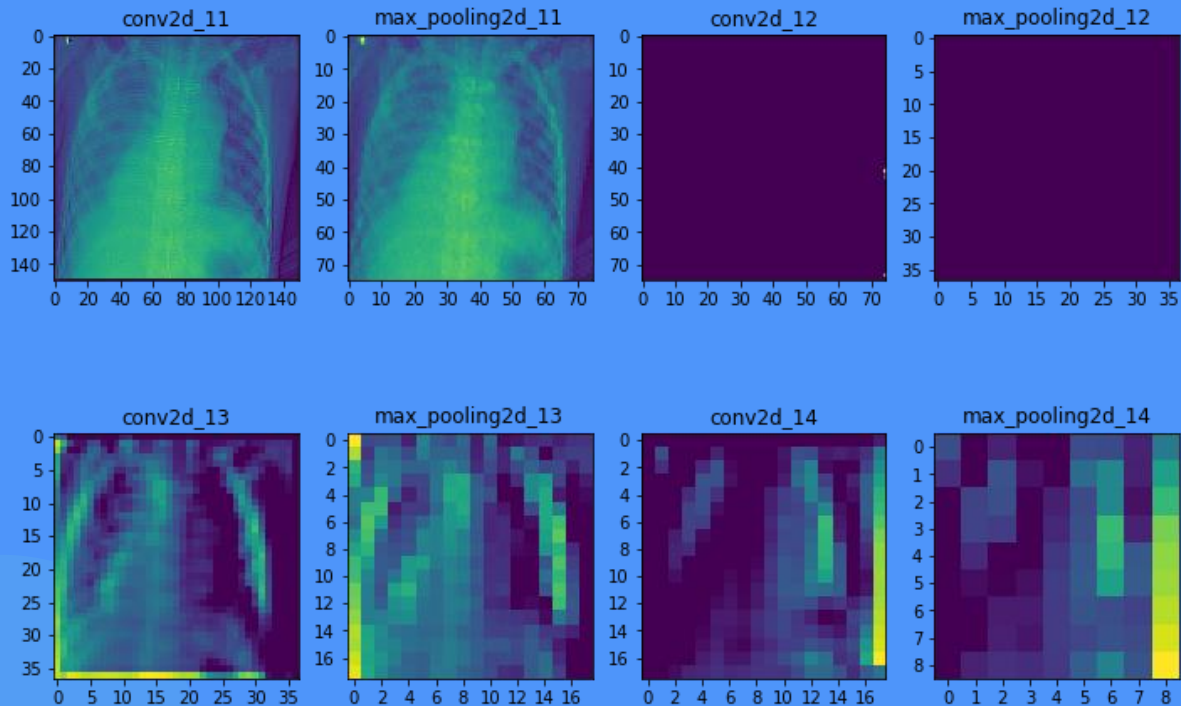 conv2d_11 max_pooling2d_11 conv2d_12 max_pooling2d_12
0 0 0 0
20 10 10 5
40 20 20 10
60 30 30 15
80 40 40 20
100 50 50 25
120 60 60 30
140 70 70 35
0 20 40 60 80 100 120 140 0 10 20 30 40 50 60 70 0 10 20 30 40 50 60 70 0 5 10 15 20 25 30 35
conv2d_13 max_pooling2d_13 conv2d_14 max_pooling2d_14
0 0 0 0
5 2 2 1
10 4 4 2
15 6 6 3
20 8 8 4
25 10 10 5
30 12 12 6
35 14 14 7
16 16 8
0 5 10 15 20 25 30 35 0 2 4 6 8 10 12 14 16 0 2 4 6 8 10 12 14 16 0 1 2 3 4 5 6 7 8